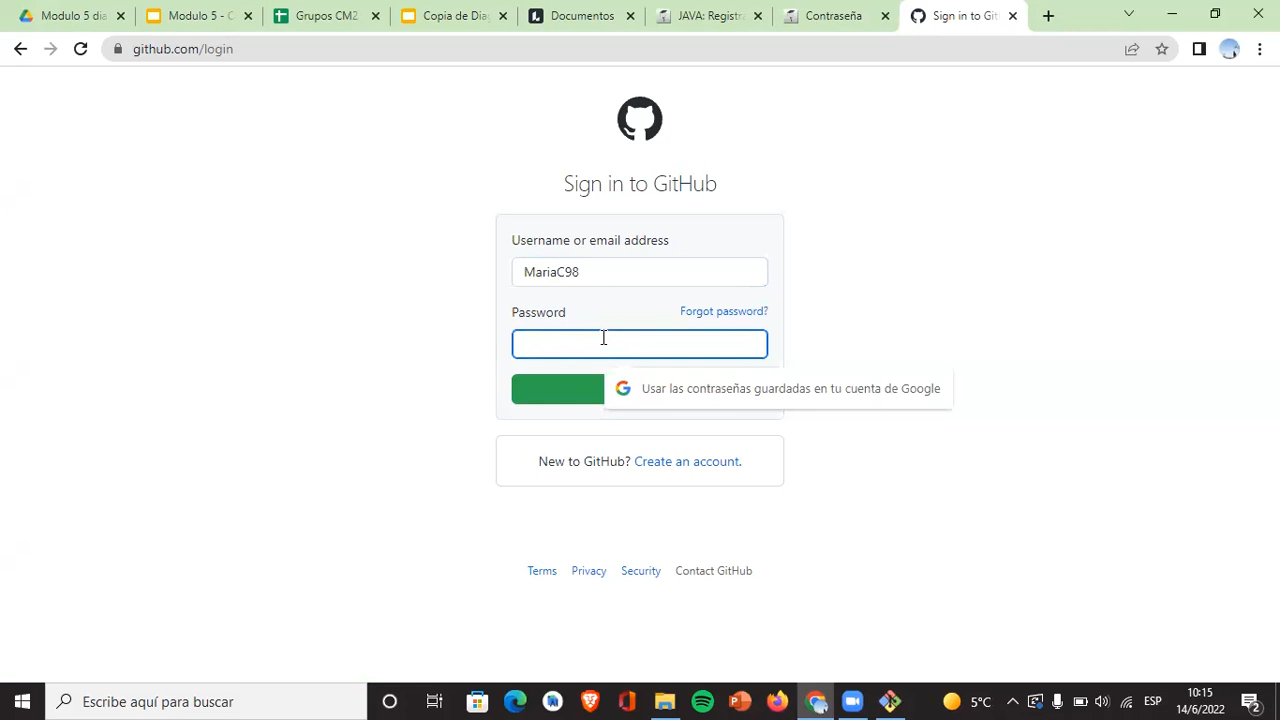 Modulo 5 dia
Modulo 5 - C
Grupos CM2
Copia de Dia
Documentos
JAVA: Registra
Contraseña
Sign in to Git
github.com/login
Sign in to GitHub
Username or email address
MariaC98
Password
Forgot password?
Usar las contraseñas guardadas en tu cuenta de Google
New to GitHub? Create an account.
Terms
Privacy
Security
Contact GitHub
Escribe aquí para buscar
5°C
ESP
10:15
14/6/2022
2